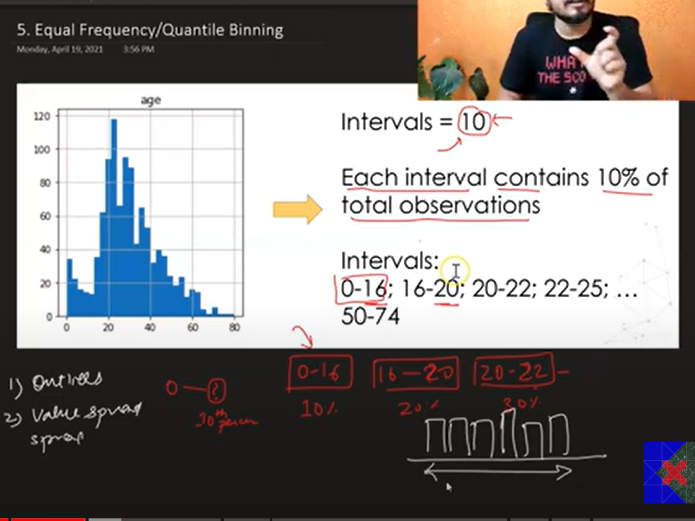 5. Equal Frequency/Quantile Binning
Monday, April 19, 2021 3:56 PM
WHA
THE 5OO
age
120
100
80
60
40
20
0
0 20 40 60 80
Intervals = 10
Each interval contains 10% of
total observations
Intervals:
0-16; 16-20; 20-22; 22-25; ...
50-74
1) Outliers
2) Value spread
spread
0 — ?
10th percen
0-16 16-20 20-22
10% 20% 30%